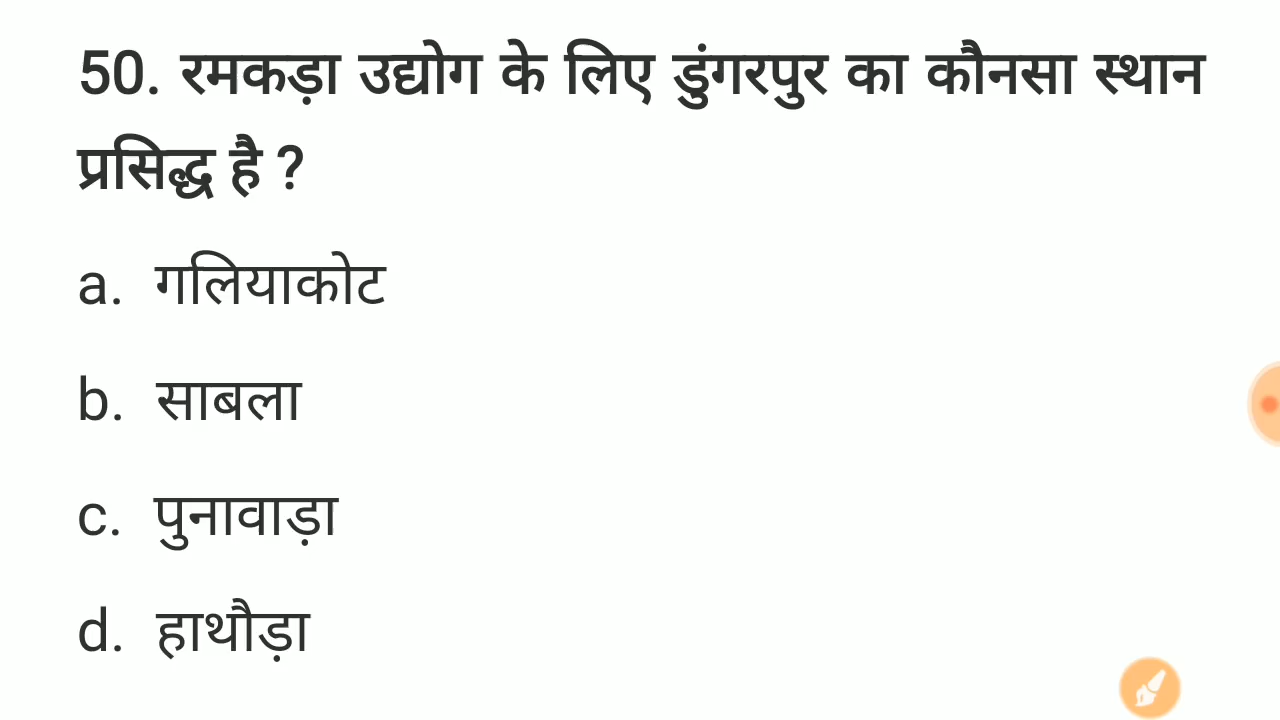 50. रमकड़ा उद्योग के लिए डुंगरपुर का कौनसा स्थान
प्रसिद्ध है ?
a. गलियाकोट
b. साबला
c. पुनावाड़ा
d. हाथौड़ा